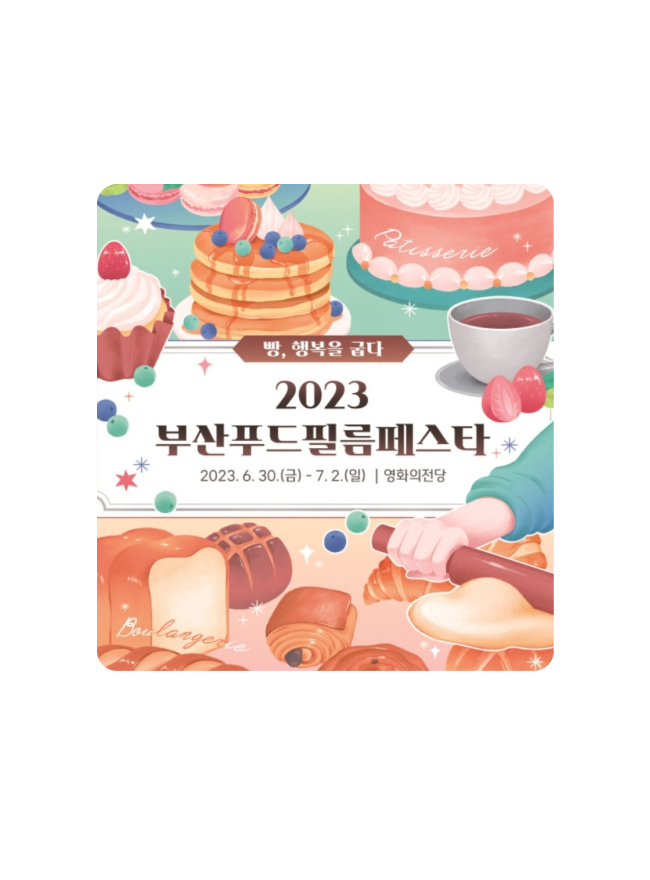 Patisserie
빵, 행복을 굽다
2023
부산푸드필름페스타
2023. 6. 30.(금) - 7. 2.(일) | 영화의전당
Boulangerie